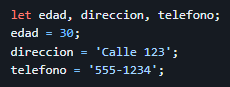 let edad, direccion, telefono;
edad = 30;
direccion = 'Calle 123';
telefono = '555-1234';